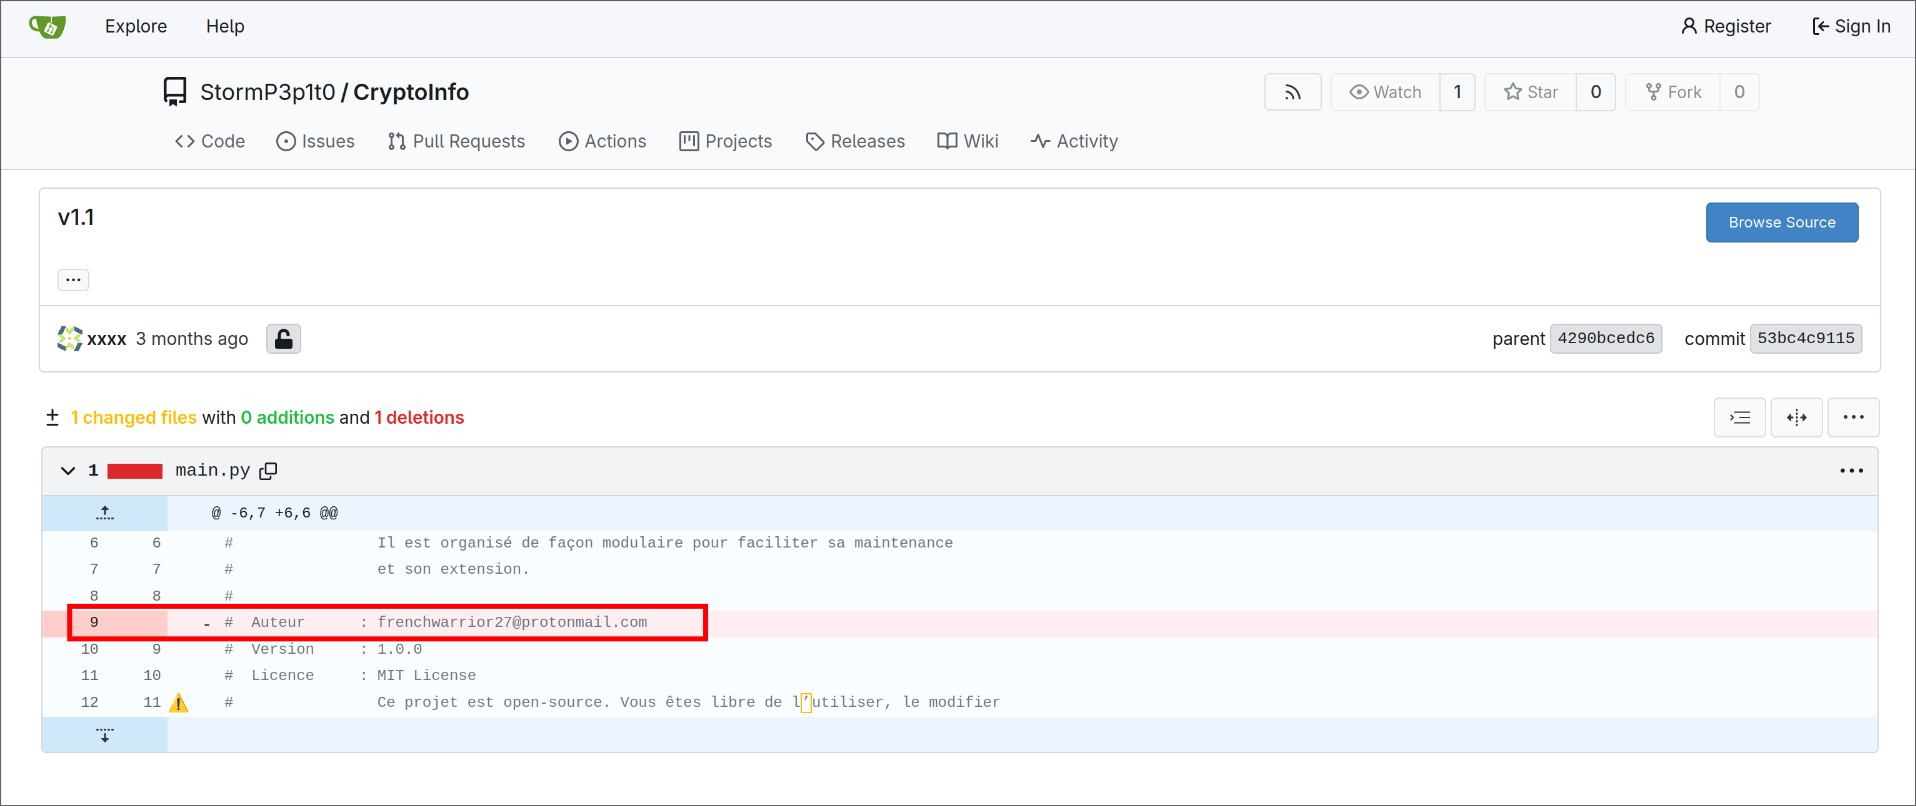 Explore Help Register Sign In
StormP3p1t0 / CryptoInfo Watch 1 Star 0 Fork 0
Code Issues Pull Requests Actions Projects Releases Wiki Activity
v1.1 Browse Source
...
xxxx 3 months ago parent 4290bcedc6 commit 53bc4c9115
1 changed files with 0 additions and 1 deletions
1 main.py
@ -6,7 +6,6 @@
6 6 # Il est organisé de façon modulaire pour faciliter sa maintenance
7 7 # et son extension.
8 8 #
9 - # Auteur : frenchwarrior27@protonmail.com
10 9 # Version : 1.0.0
11 10 # Licence : MIT License
12 11 # Ce projet est open-source. Vous êtes libre de l’utiliser, le modifier